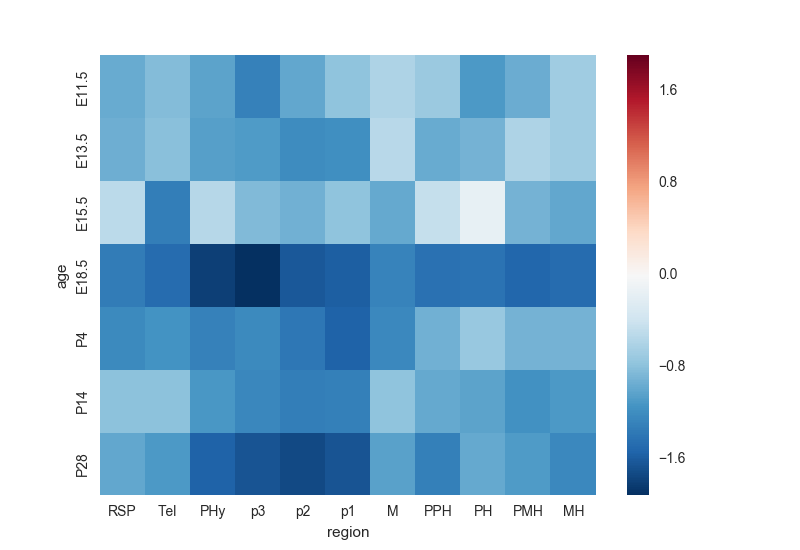 E11.5
E13.5
E15.5
E18.5
P4
P14
P28
age
RSP Tel PHy p3 p2 p1 M PPH PH PMH MH
region
1.6
0.8
0.0
−0.8
−1.6